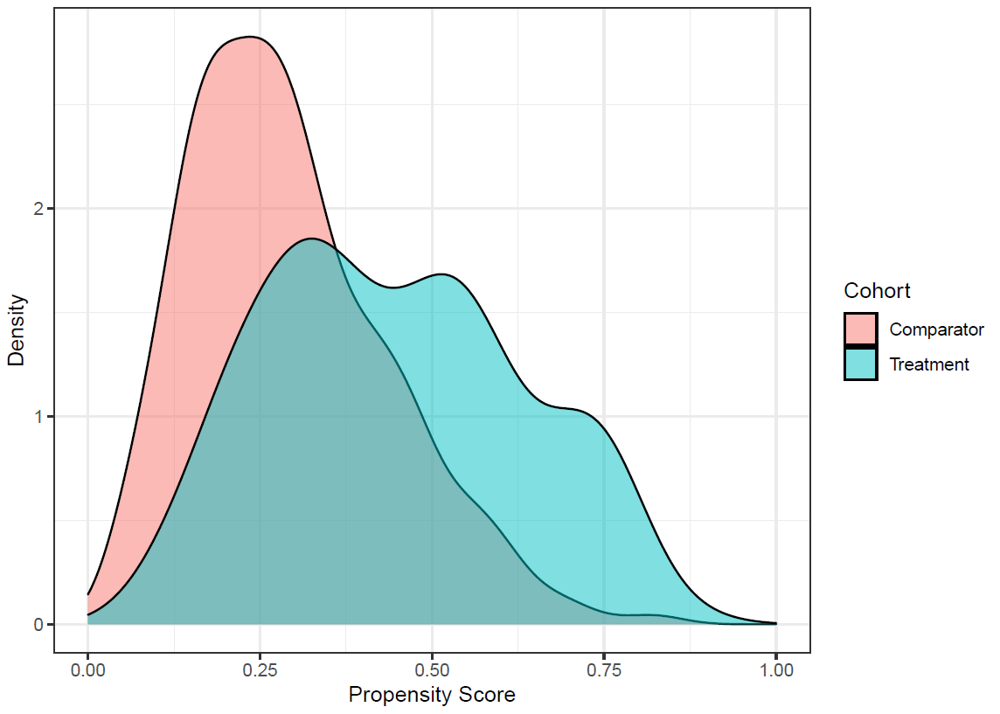 Density
2
1
0
0.00 0.25 0.50 0.75 1.00
Propensity Score
Cohort
Comparator
Treatment